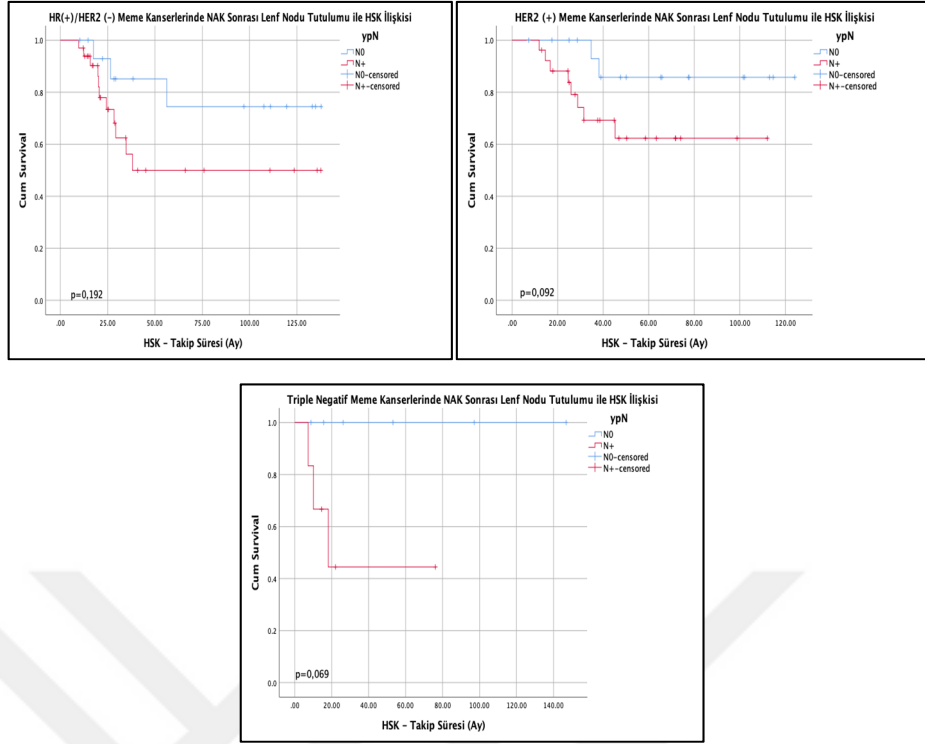 HR(+)/HER2 (-) Meme Kanserlerinde NAK Sonrası Lenf Nodu Tutulumu ile HSK İlişkisi
ypN
N0
N+
N0-censored
N+-censored
Cum Survival
1.0
0.8
0.6
0.4
0.2
0.0
p=0,192
.00 25.00 50.00 75.00 100.00 125.00
HSK - Takip Süresi (Ay)
HER2 (+) Meme Kanserlerinde NAK Sonrası Lenf Nodu Tutulumu ile HSK İlişkisi
ypN
N0
N+
N0-censored
N+-censored
Cum Survival
1.0
0.8
0.6
0.4
0.2
0.0
p=0,092
.00 20.00 40.00 60.00 80.00 100.00 120.00
HSK - Takip Süresi (Ay)
Triple Negatif Meme Kanserlerinde NAK Sonrası Lenf Nodu Tutulumu ile HSK İlişkisi
ypN
N0
N+
N0-censored
N+-censored
Cum Survival
1.0
0.8
0.6
0.4
0.2
0.0
p=0,069
.00 20.00 40.00 60.00 80.00 100.00 120.00 140.00
HSK - Takip Süresi (Ay)